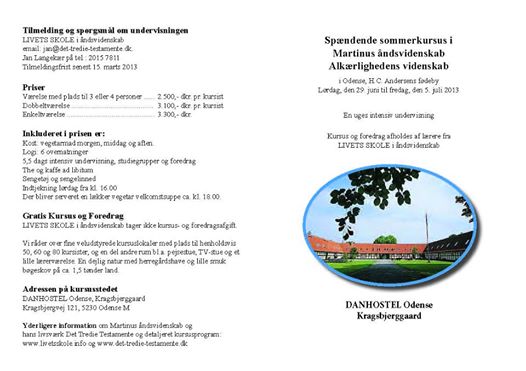 Tilmelding og spørgsmål om undervisningen
LIVETS SKOLE i åndsvidenskab
email: jan@det-tredie-testamente.dk.
Jan Langekær på tel : 2015 7811
Tilmeldingsfrist senest 15. marts 2013
Priser
Værelse med plads til 3 eller 4 personer ...... 2.500,- dkr. pr. kursist
Dobbeltværelse .............................. 3.100,- dkr. pr. kursist
Enkeltværelse ................................ 3.300,- dkr.
Inkluderet i prisen er:
Kost: vegetarmad morgen, middag og aften.
Logi: 6 overnatninger
5,5 dags intensiv undervisning, studiegrupper og foredrag
The og kaffe ad libitum
Sengetøj og sengelinned
Indtjekning lørdag fra kl. 16.00
Der bliver serveret en lækker vegetar velkomstsuppe ca. kl. 18.00.
Gratis Kursus og Foredrag
LIVETS SKOLE i åndsvidenskab tager ikke kursus- og foredragsafgift.
Vi råder over fine veludstyrede kursuslokaler med plads til henholdsvis
50, 60 og 80 kursister, og en del andre rum bl.a. pejsestue, TV-stue og et
lille lærerværelse. En dejlig natur med herregårdshave og lille smuk
bøgeskov på ca. 1,5 tønder land.
Adressen på kursusstedet
DANHOSTEL Odense, Kragsbjerggaard
Kragsbjergvej 121, 5230 Odense M
Yderligere information om Martinus åndsvidenskab og
hans livsværk Det Tredie Testamente og detaljeret kursusprogram:
www.livetsskole.info og www.det-tredie-testamente.dk
Spændende sommerkursus i
Martinus åndsvidenskab
Alkærlighedens videnskab
i Odense, H.C. Andersens fødeby
Lørdag, den 29. juni til fredag, den 5. juli 2013
En uges intensiv undervisning
Kursus og foredrag afholdes af lærere fra
LIVETS SKOLE i åndsvidenskab
DANHOSTEL Odense
Kragsbjerggaard